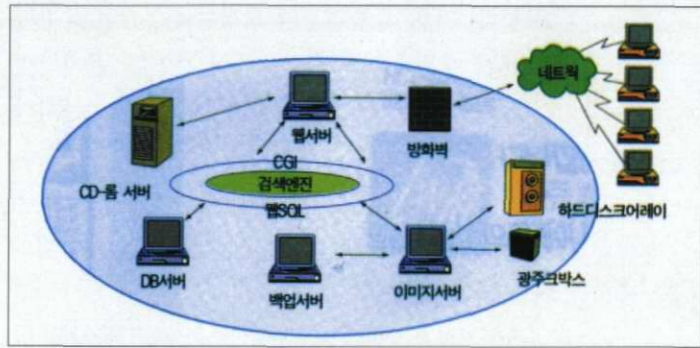 네트웍
웹서버
방화벽
CD-롬 서버
CGI
검색엔진
웹SQL
하드디스크어레이
DB서버
백업서버
이미지서버
광주크박스